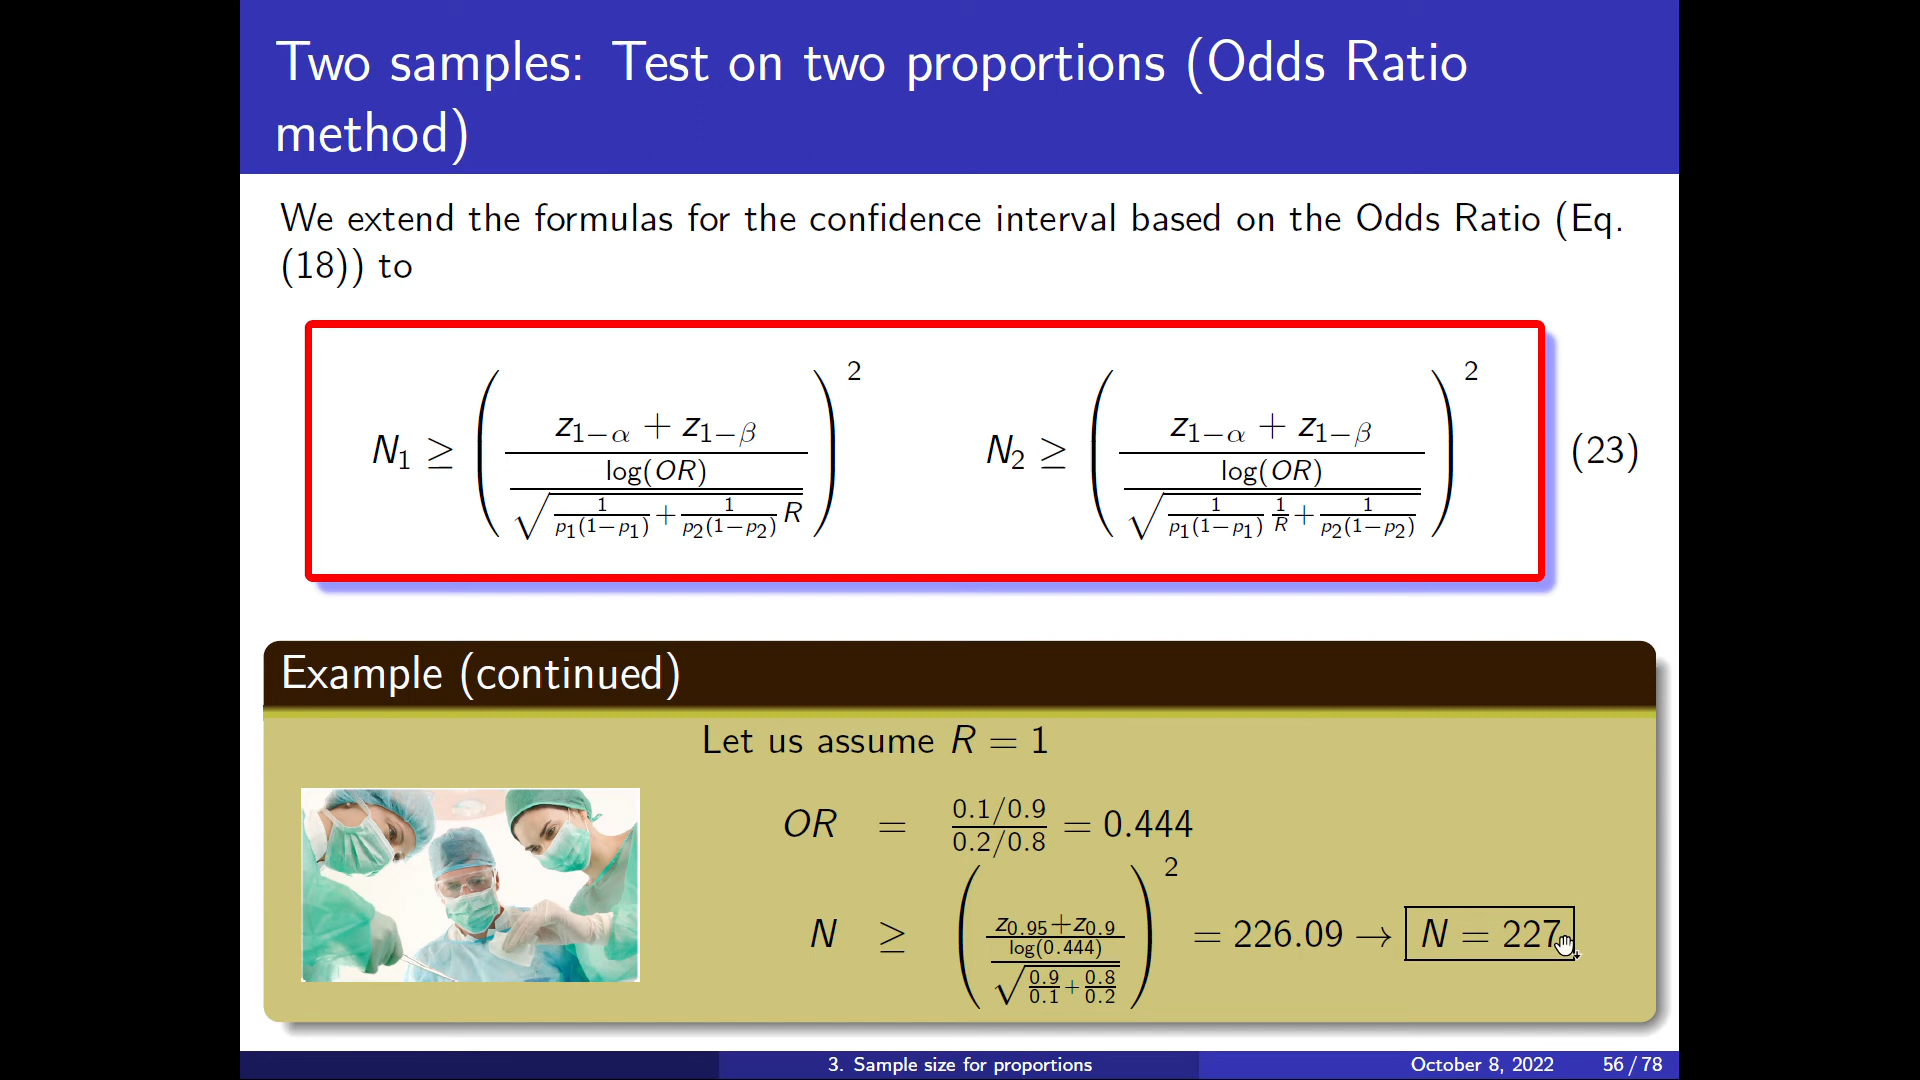 Two samples: Test on two proportions (Odds Ratio
method)
We extend the formulas for the confidence interval based on the Odds Ratio (Eq.
(18)) to
N₁ ≥ ( (z₁₋α + z₁₋β) / ( log(OR) / √( 1/(p₁(1−p₁)) + 1/(p₂(1−p₂)) R ) ) )² N₂ ≥ ( (z₁₋α + z₁₋β) / ( log(OR) / √( 1/(p₁(1−p₁)) 1/R + 1/(p₂(1−p₂)) ) ) )² (23)
Example (continued)
Let us assume R = 1
OR = (0.1/0.9)/(0.2/0.8) = 0.444
N ≥ ( (z₀.₉₅+z₀.₉) / ( log(0.444) / √( 0.9/0.1 + 0.8/0.2 ) ) )² = 226.09 → N = 227
3. Sample size for proportions October 8, 2022 56 / 78